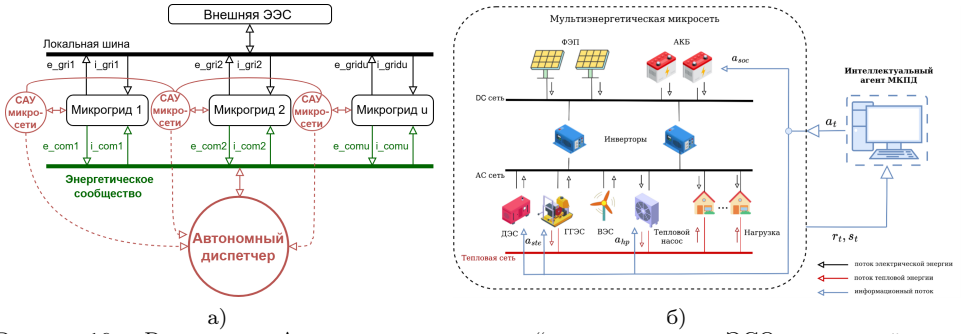 Внешняя ЭЭС
Локальная шина
e_gri1 i_gri1
e_gri2 i_gri2
e_gridu i_gridu
САУ
микро-
сети
Микрогрид 1
САУ
микро-
сети
Микрогрид 2
САУ
микро-
сети
Микрогрид u
e_com1 i_com1
e_com2 i_com2
e_comu i_comu
Энергетическое
сообщество
Автономный
диспетчер
а)
Мультиэнергетическая микросеть
ФЭП
АКБ
a_soc
DC сеть
Инверторы
AC сеть
ДЭС
a_ste
ГГЭС
ВЭС
a_hp
Тепловой
насос
...
Нагрузка
Тепловая сеть
Интеллектуальный
агент МКПД
a_t
r_t, s_t
поток электрической энергии
поток тепловой энергии
информационный поток
б)